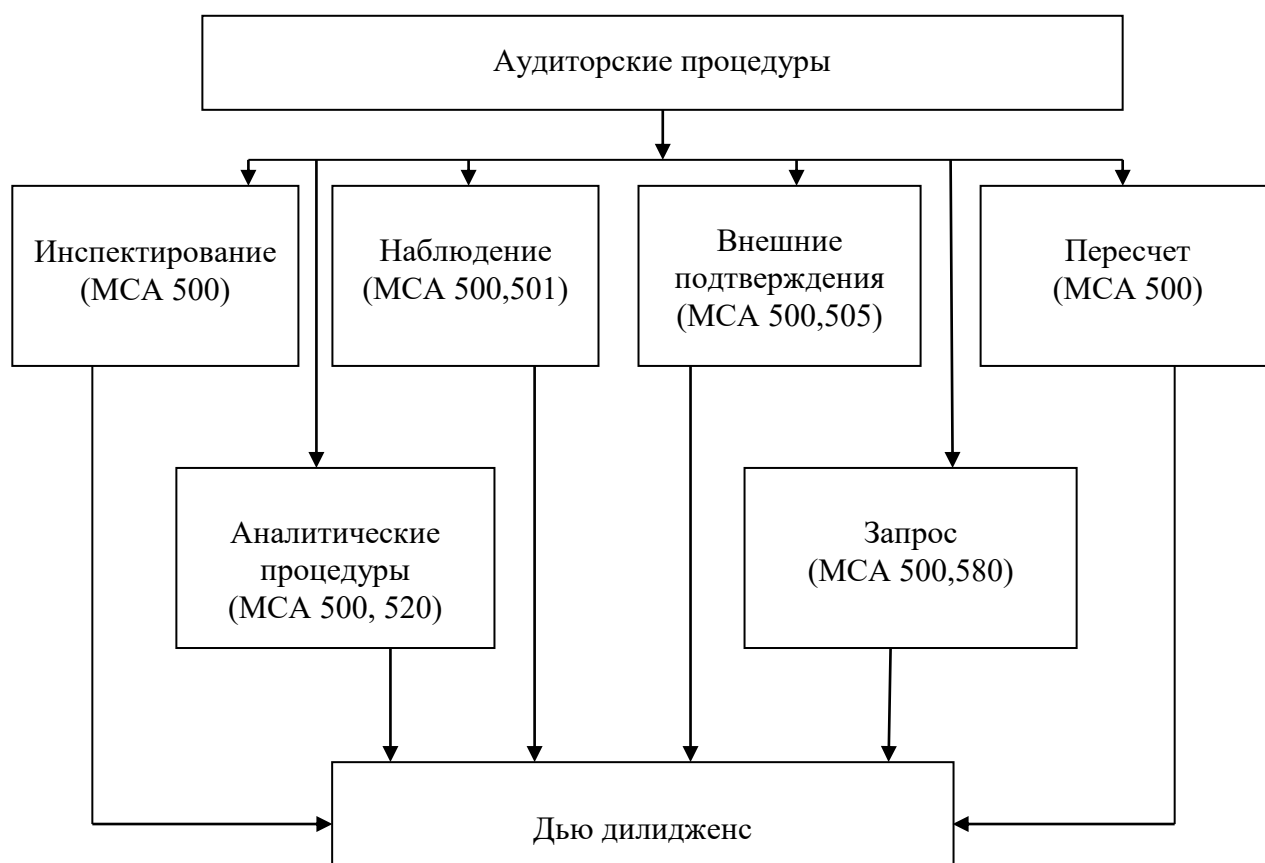 Аудиторские процедуры
Инспектирование
(МСА 500)
Наблюдение
(МСА 500,501)
Внешние
подтверждения
(МСА 500,505)
Пересчет
(МСА 500)
Аналитические
процедуры
(МСА 500, 520)
Запрос
(МСА 500,580)
Дью дилидженс